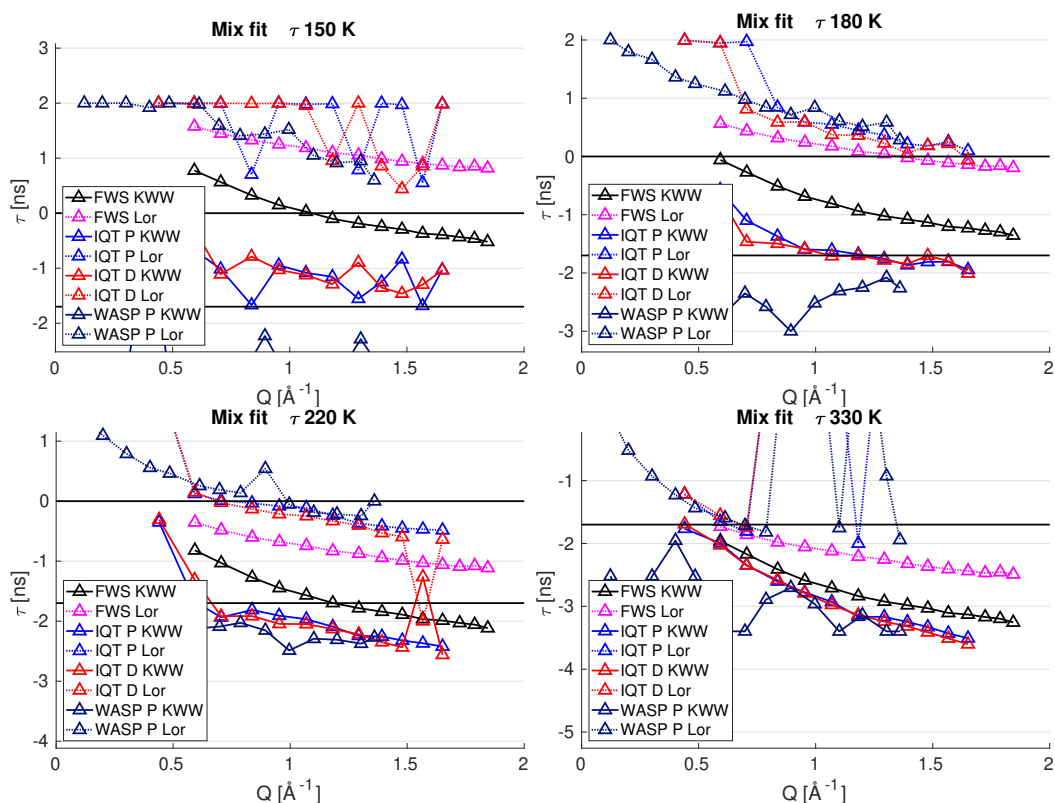 Mix fit τ 150 K
3
2
1
0
-1
-2
τ [ns]
FWS KWW
FWS Lor
IQT P KWW
IQT P Lor
IQT D KWW
IQT D Lor
WASP P KWW
WASP P Lor
0 0.5 1 1.5 2
Q [Å⁻¹]
Mix fit τ 180 K
2
1
0
-1
-2
-3
τ [ns]
FWS KWW
FWS Lor
IQT P KWW
IQT P Lor
IQT D KWW
IQT D Lor
WASP P KWW
WASP P Lor
0 0.5 1 1.5 2
Q [Å⁻¹]
Mix fit τ 220 K
1
0
-1
-2
-3
-4
τ [ns]
FWS KWW
FWS Lor
IQT P KWW
IQT P Lor
IQT D KWW
IQT D Lor
WASP P KWW
WASP P Lor
0 0.5 1 1.5 2
Q [Å⁻¹]
Mix fit τ 330 K
-1
-2
-3
-4
-5
τ [ns]
FWS KWW
FWS Lor
IQT P KWW
IQT P Lor
IQT D KWW
IQT D Lor
WASP P KWW
WASP P Lor
0 0.5 1 1.5 2
Q [Å⁻¹]